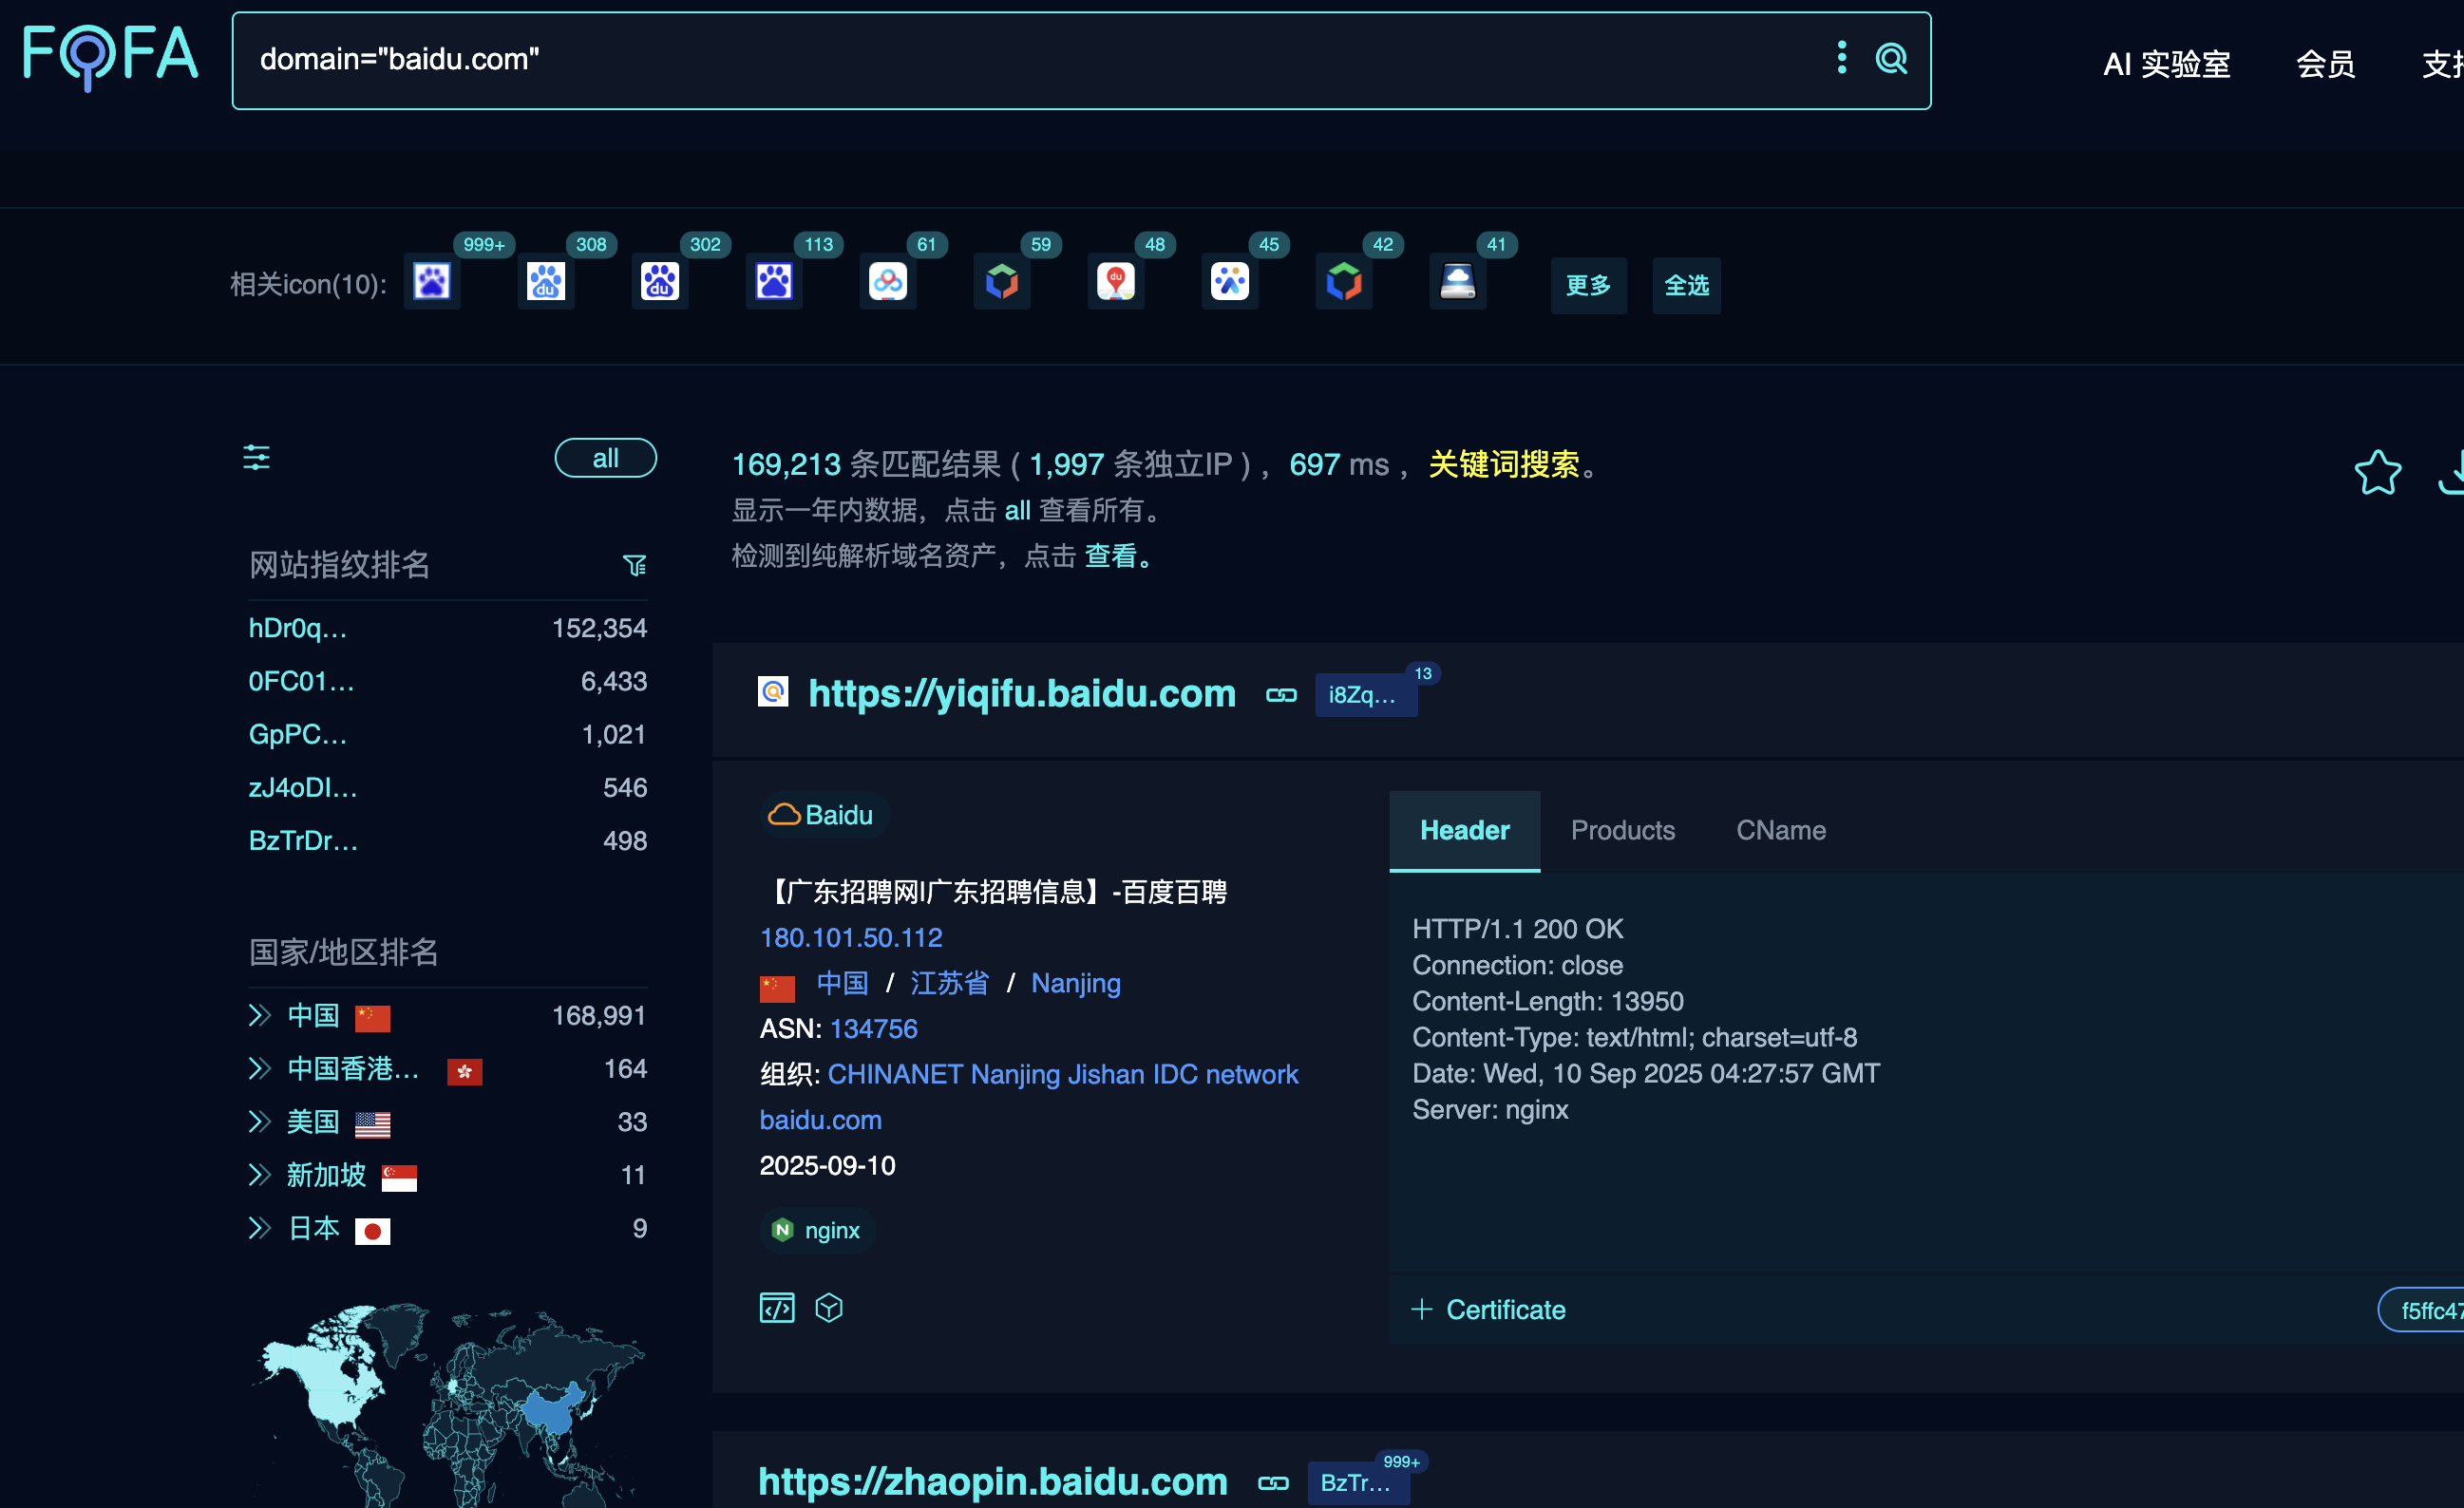 FOFA
domain="baidu.com"
AI 实验室
会员
999+
308
302
113
61
59
48
45
42
41
相关icon(10):
du
du
du
更多
全选
all
169,213 条匹配结果 ( 1,997 条独立IP ) ，697 ms ，关键词搜索。
显示一年内数据，点击 all 查看所有。
检测到纯解析域名资产，点击 查看。
网站指纹排名
hDr0q... 152,354
0FC01... 6,433
GpPC... 1,021
zJ4oDl... 546
BzTrDr... 498
国家/地区排名
中国 168,991
中国香港... 164
美国 33
新加坡 11
日本 9
https://yiqifu.baidu.com
i8Zq...
13
Baidu
【广东招聘网|广东招聘信息】-百度百聘
180.101.50.112
中国 / 江苏省 / Nanjing
ASN: 134756
组织: CHINANET Nanjing Jishan IDC network
baidu.com
2025-09-10
N nginx
Header
Products
CName
HTTP/1.1 200 OK
Connection: close
Content-Length: 13950
Content-Type: text/html; charset=utf-8
Date: Wed, 10 Sep 2025 04:27:57 GMT
Server: nginx
+ Certificate
f5ffc47
https://zhaopin.baidu.com
BzTr...
999+